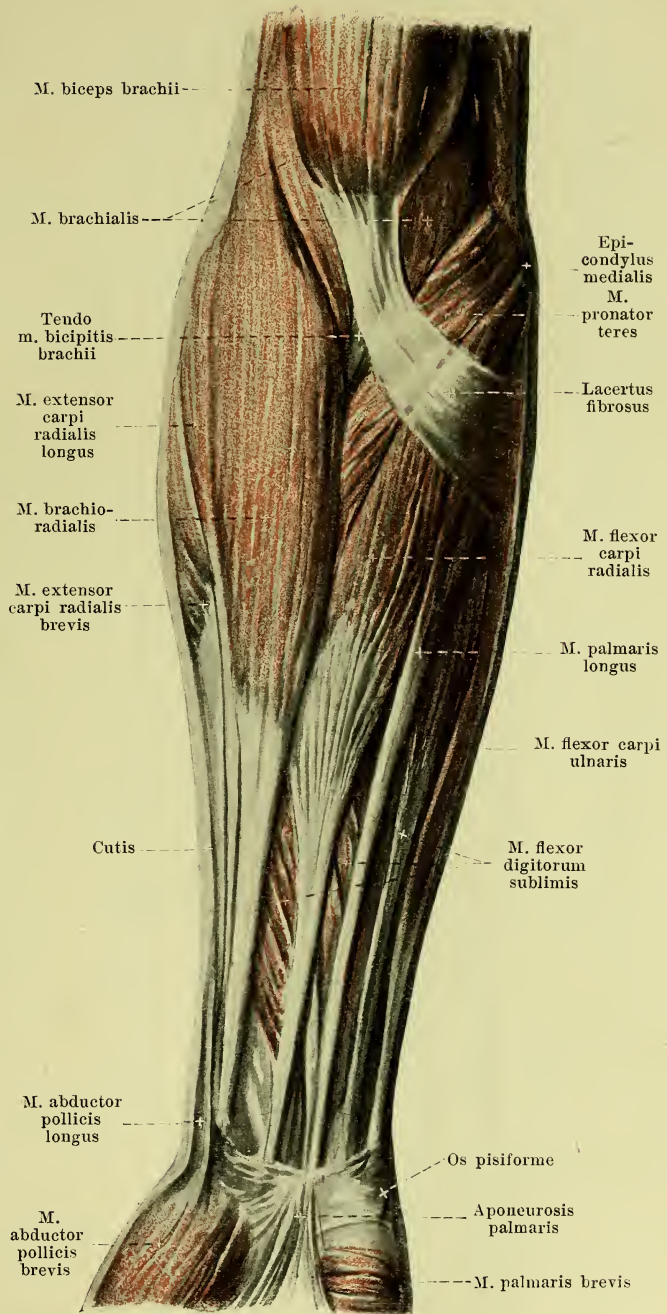 M. biceps brachii
M. brachialis
Tendo
m. bicipitis
brachii
M. extensor
carpi
radialis
longus
M. brachio-
radialis
M. extensor
carpi radialis
brevis
Cutis
M. abductor
pollicis
longus
M.
abductor
pollicis
brevis
Epi-
condylus
medialis
M.
pronator
teres
Lacertus
fibrosus
M. flexor
carpi
radialis
M. palmaris
longus
M. flexor carpi
ulnaris
M. flexor
digitorum
sublimis
Os pisiforme
Aponeurosis
palmaris
M. palmaris brevis